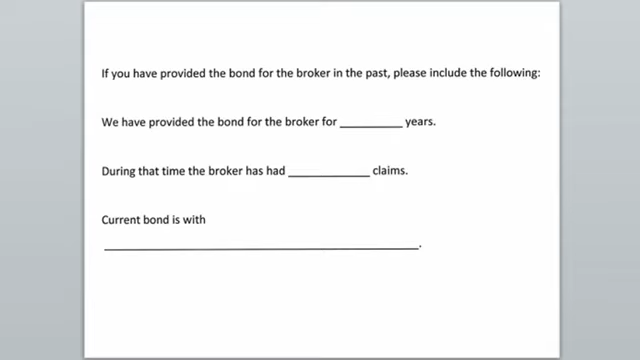 If you have provided the bond for the broker in the past, please include the following:
We have provided the bond for the broker for __________ years.
During that time the broker has had _____________ claims.
Current bond is with
__________________________________________________.